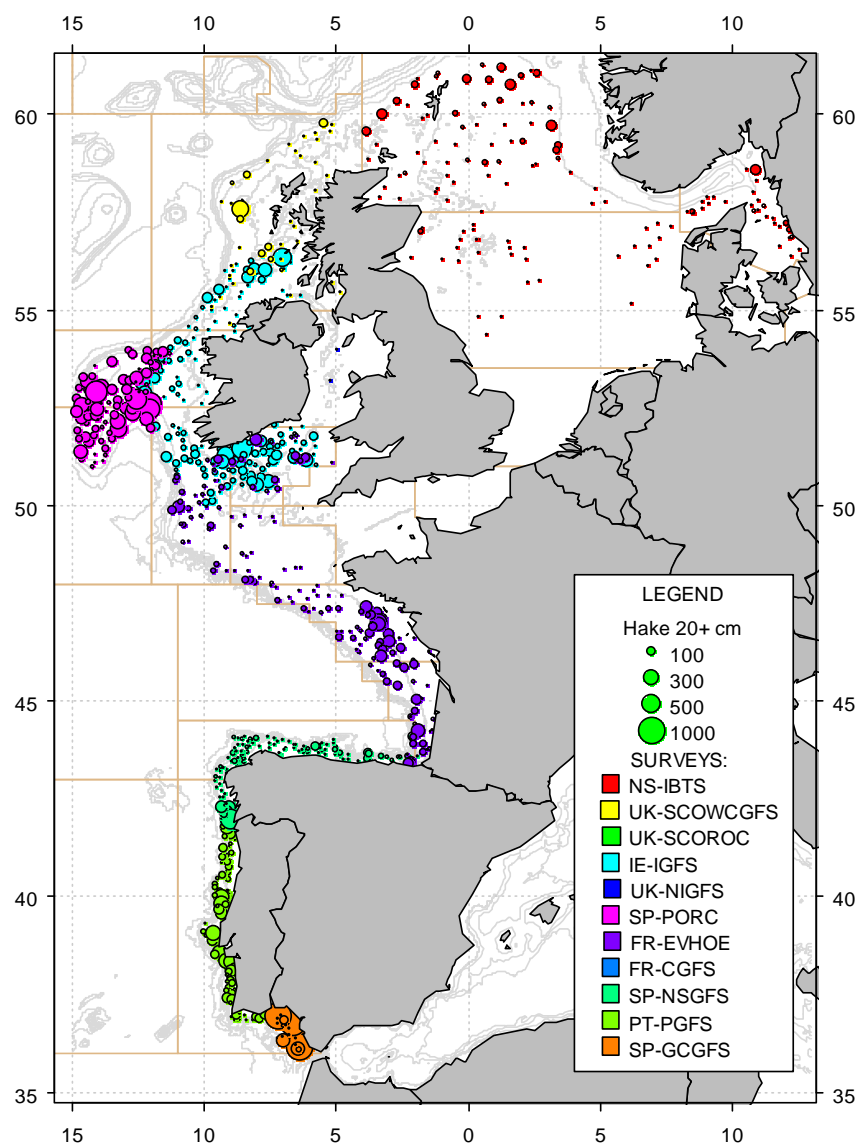 15 10 5 0 5 10
60 60
55 55
50 50
45 45
40 40
35 35
LEGEND
Hake 20+ cm
100
300
500
1000
SURVEYS:
NS-IBTS
UK-SCOWCGFS
UK-SCOROC
IE-IGFS
UK-NIGFS
SP-PORC
FR-EVHOE
FR-CGFS
SP-NSGFS
PT-PGFS
SP-GCGFS
15 10 5 0 5 10